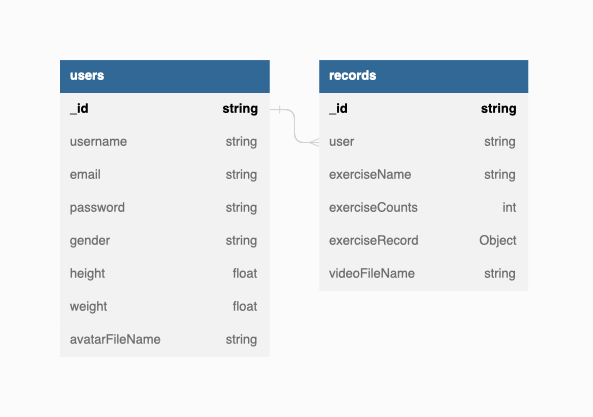 users
_id string
username string
email string
password string
gender string
height float
weight float
avatarFileName string
records
_id string
user string
exerciseName string
exerciseCounts int
exerciseRecord Object
videoFileName string